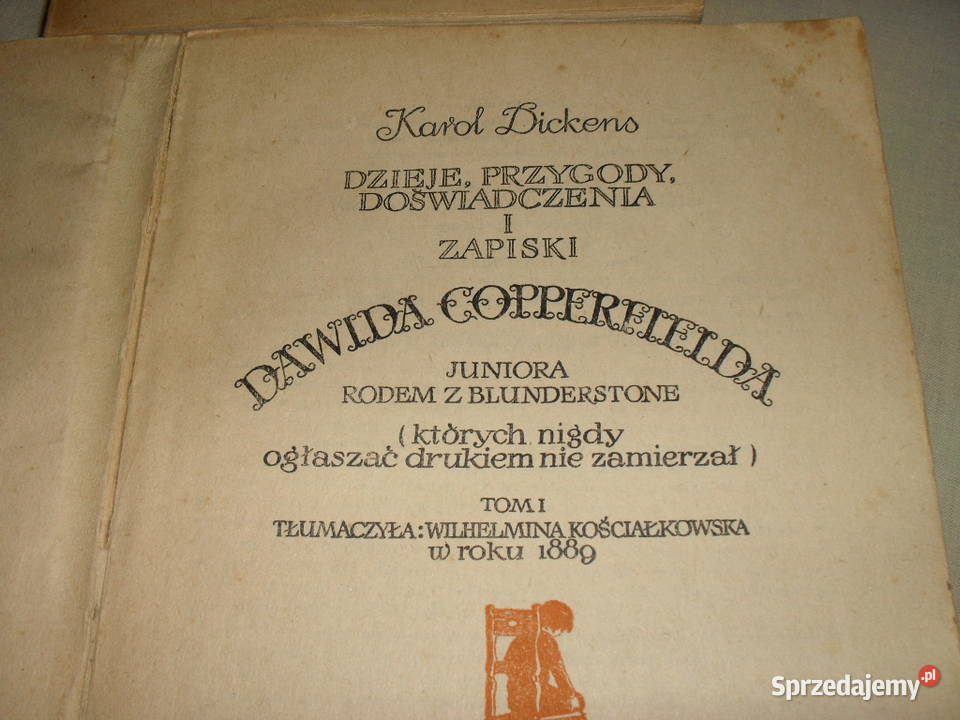 Karol Dickens
DZIEJE, PRZYGODY,
DOŚWIADCZENIA
I
ZAPISKI
DAWIDA COPPERFIELDA
JUNIORA
RODEM Z BLUNDERSTONE
(których nigdy
ogłaszać drukiem nie zamierzał)
TOM I
TŁUMACZYŁA: WILHELMINA KOŚCIAŁKOWSKA
w roku 1889
Sprzedajemy.pl